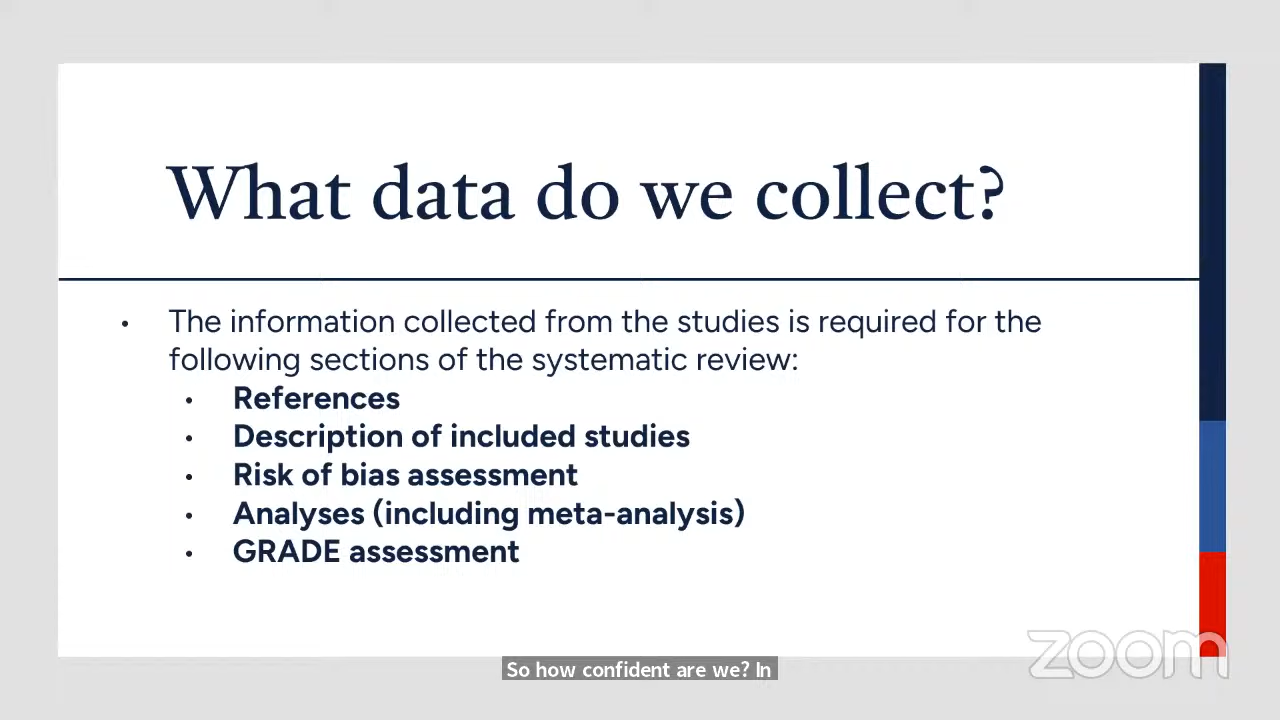 What data do we collect?
• The information collected from the studies is required for the
following sections of the systematic review:
• References
• Description of included studies
• Risk of bias assessment
• Analyses (including meta-analysis)
• GRADE assessment
zoom
So how confident are we? In